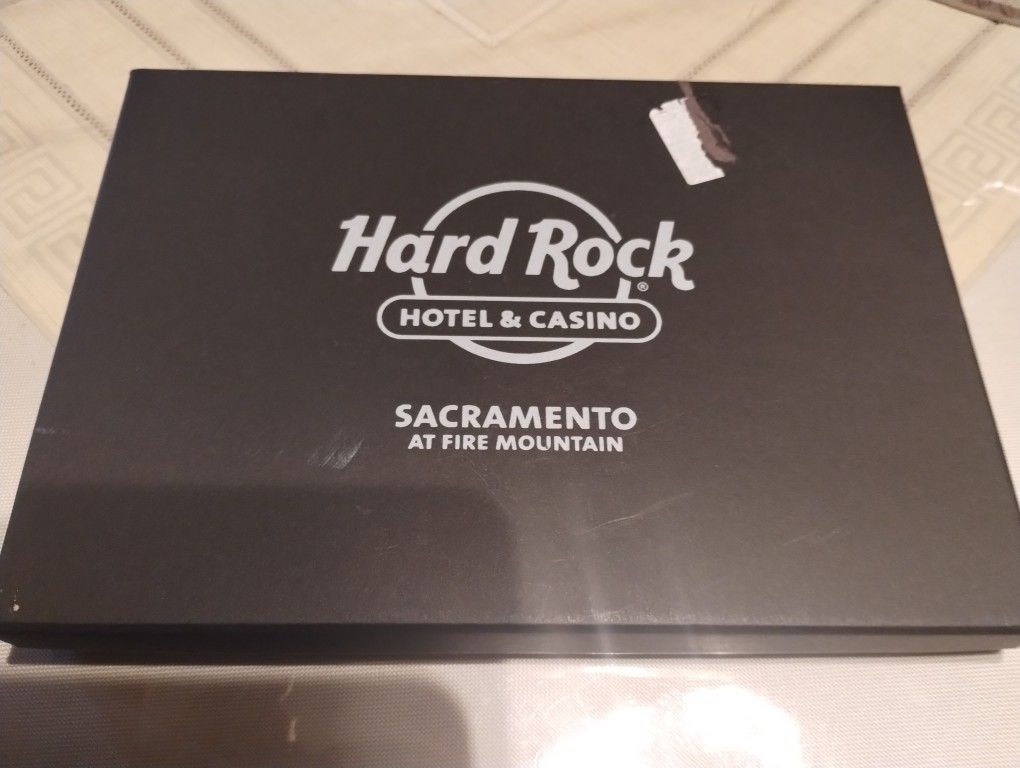 Hard Rock
®
HOTEL & CASINO
SACRAMENTO
AT FIRE MOUNTAIN